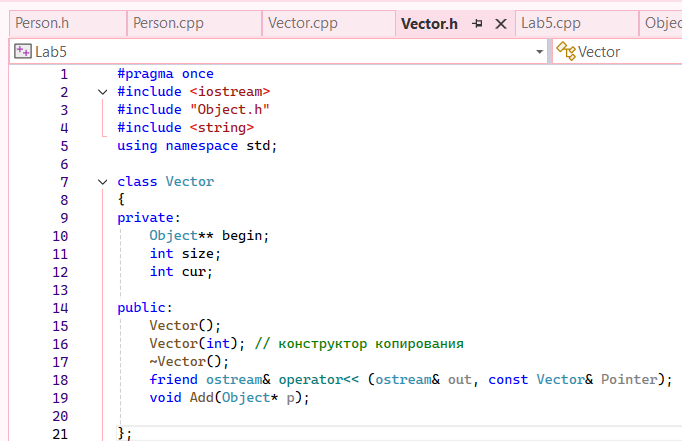 Person.h Person.cpp Vector.cpp Vector.h Lab5.cpp Objec
Lab5 Vector
1 #pragma once
2 #include <iostream>
3 #include "Object.h"
4 #include <string>
5 using namespace std;
6
7 class Vector
8 {
9 private:
10 Object** begin;
11 int size;
12 int cur;
13
14 public:
15 Vector();
16 Vector(int); // конструктор копирования
17 ~Vector();
18 friend ostream& operator<< (ostream& out, const Vector& Pointer);
19 void Add(Object* p);
20
21 };